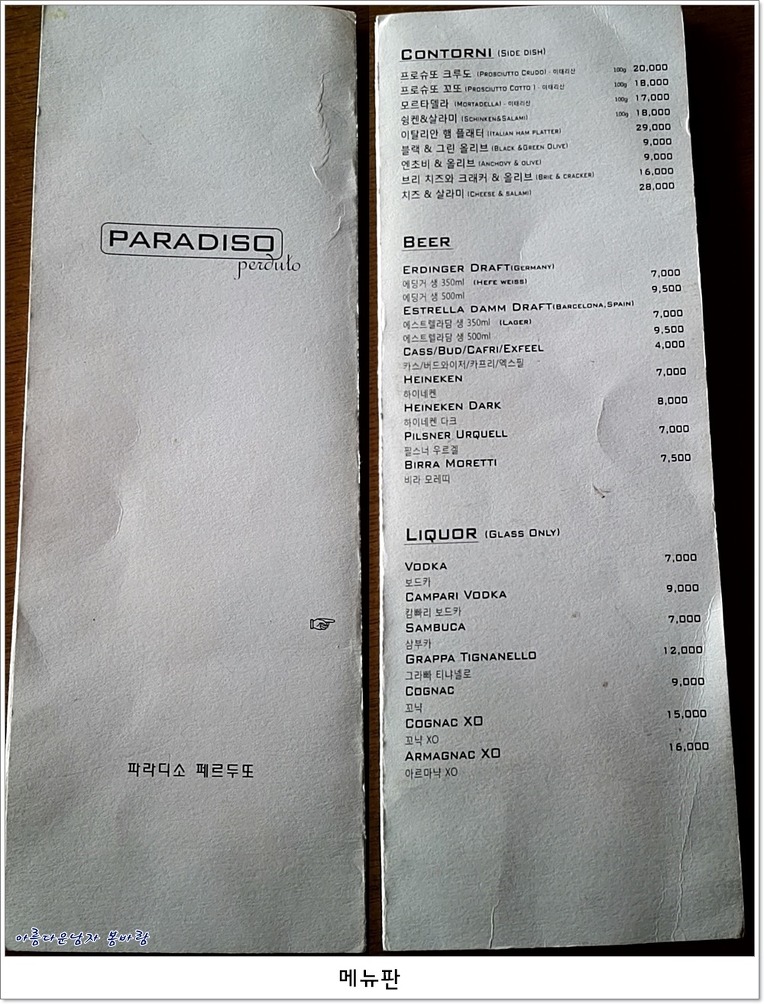 PARADISO
perduto
파라디소 페르두또
아름다운남자 봉바람
CONTORNI (SIDE DISH)
프로슈또 크루도 (PROSCIUTTO CRUDO) - 이태리산 100g 20,000
프로슈또 꼬또 (PROSCIUTTO COTTO ) - 이태리산 100g 18,000
모르타델라 (MORTADELLA) - 이태리산 100g 17,000
쉼켄&살라미 (SCHINKEN&SALAMI) 100g 18,000
이탈리안 햄 플래터 (ITALIAN HAM PLATTER) 29,000
블랙 & 그린 올리브 (BLACK &GREEN OLIVE) 9,000
엔초비 & 올리브 (ANCHOVY & OLIVE) 9,000
브리 치즈와 크래커 & 올리브 (BRIE & CRACKER) 16,000
치즈 & 살라미 (CHEESE & SALAMI) 28,000
BEER
ERDINGER DRAFT(GERMANY)
에딩거 생 350ml (HEFE WEISS) 7,000
에딩거 생 500ml 9,500
ESTRELLA DAMM DRAFT(BARCELONA,SPAIN)
에스트렐라담 생 350ml (LAGER) 7,000
에스트렐라담 생 500ml 9,500
CASS/BUD/CAFRI/EXFEEL 4,000
카스/버드와이저/카프리/엑스필
HEINEKEN 7,000
하이네켄
HEINEKEN DARK 8,000
하이네켄 다크
PILSNER URQUELL 7,000
필스너 우르겔
BIRRA MORETTI 7,500
비라 모레띠
LIQUOR (GLASS ONLY)
VODKA 7,000
보드카
CAMPARI VODKA 9,000
캄빠리 보드카
SAMBUCA 7,000
삼부카
GRAPPA TIGNANELLO 12,000
그라빠 티냐넬로
COGNAC 9,000
꼬냑
COGNAC XO 15,000
꼬냑 XO
ARMAGNAC XO 16,000
아르마냑 XO
메뉴판